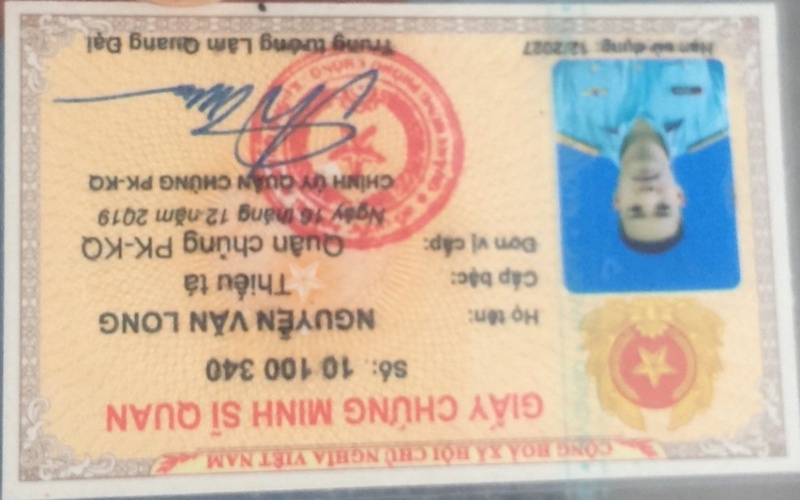 CỘNG HOÀ XÃ HỘI CHỦ NGHĨA VIỆT NAM
GIẤY CHỨNG MINH SĨ QUAN
Số: 10 100 340
Họ tên: NGUYỄN VĂN LONG
Cấp bậc: Thiếu tá
Đơn vị cấp: Quân chủng PK-KQ
Ngày 16 tháng 12 năm 2019
CHÍNH ỦY QUÂN CHỦNG PK-KQ
Hạn sử dụng: 12/2027
Trung tướng Lâm Quang Đại